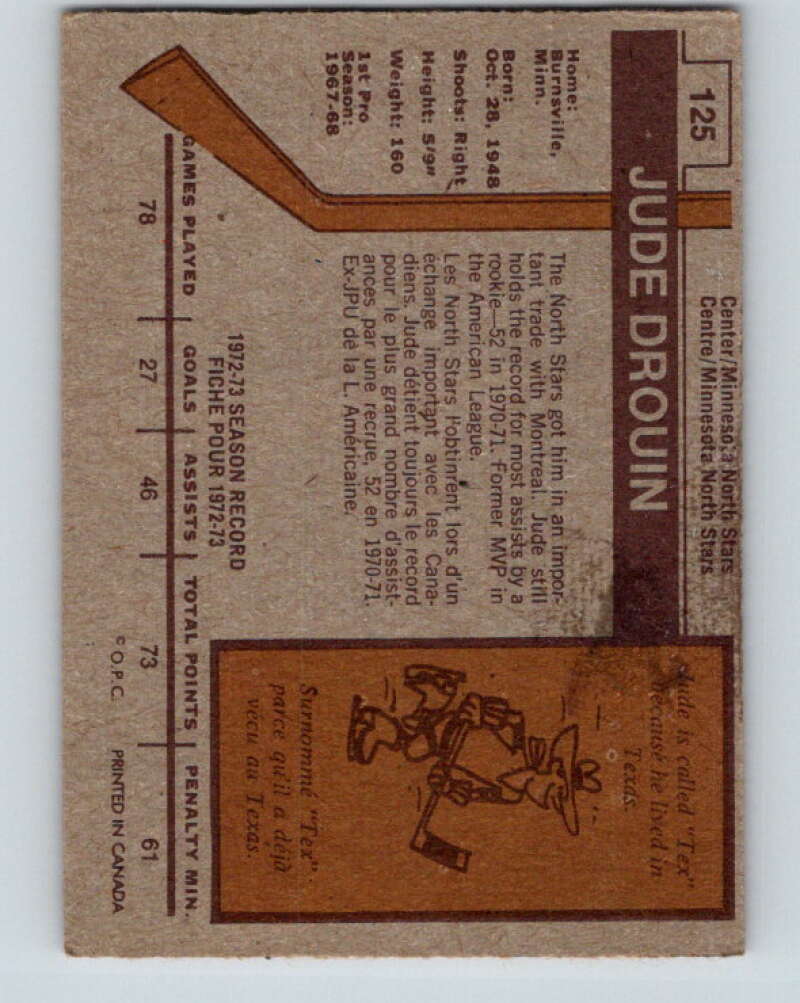 125
Center/Minnesota North Stars
Centre/Minnesota North Stars
JUDE DROUIN
Home:
Burnsville,
Minn.
Born:
Oct. 28, 1948
Shoots: Right
Height: 5'9"
Weight: 160
1st Pro
Season:
1967-68
The North Stars got him in an impor-
tant trade with Montreal. Jude still
holds the record for most assists by a
rookie—52 in 1970-71. Former MVP in
the American League.
Les North Stars l'obtinrent lors d'un
échange important avec les Cana-
diens. Jude détient toujours le record
pour le plus grand nombre d'assist-
ances par une recrue, 52 en 1970-71.
Ex-JPU de la L. Américaine.
Jude is called "Tex"
because he lived in
Texas.
Surnommé "Tex"
parce qu'il a déjà
vécu au Texas.
1972-73 SEASON RECORD
FICHE POUR 1972-73
GAMES PLAYED GOALS ASSISTS TOTAL POINTS PENALTY MIN.
78 27 46 73 61
© O.P.C. PRINTED IN CANADA